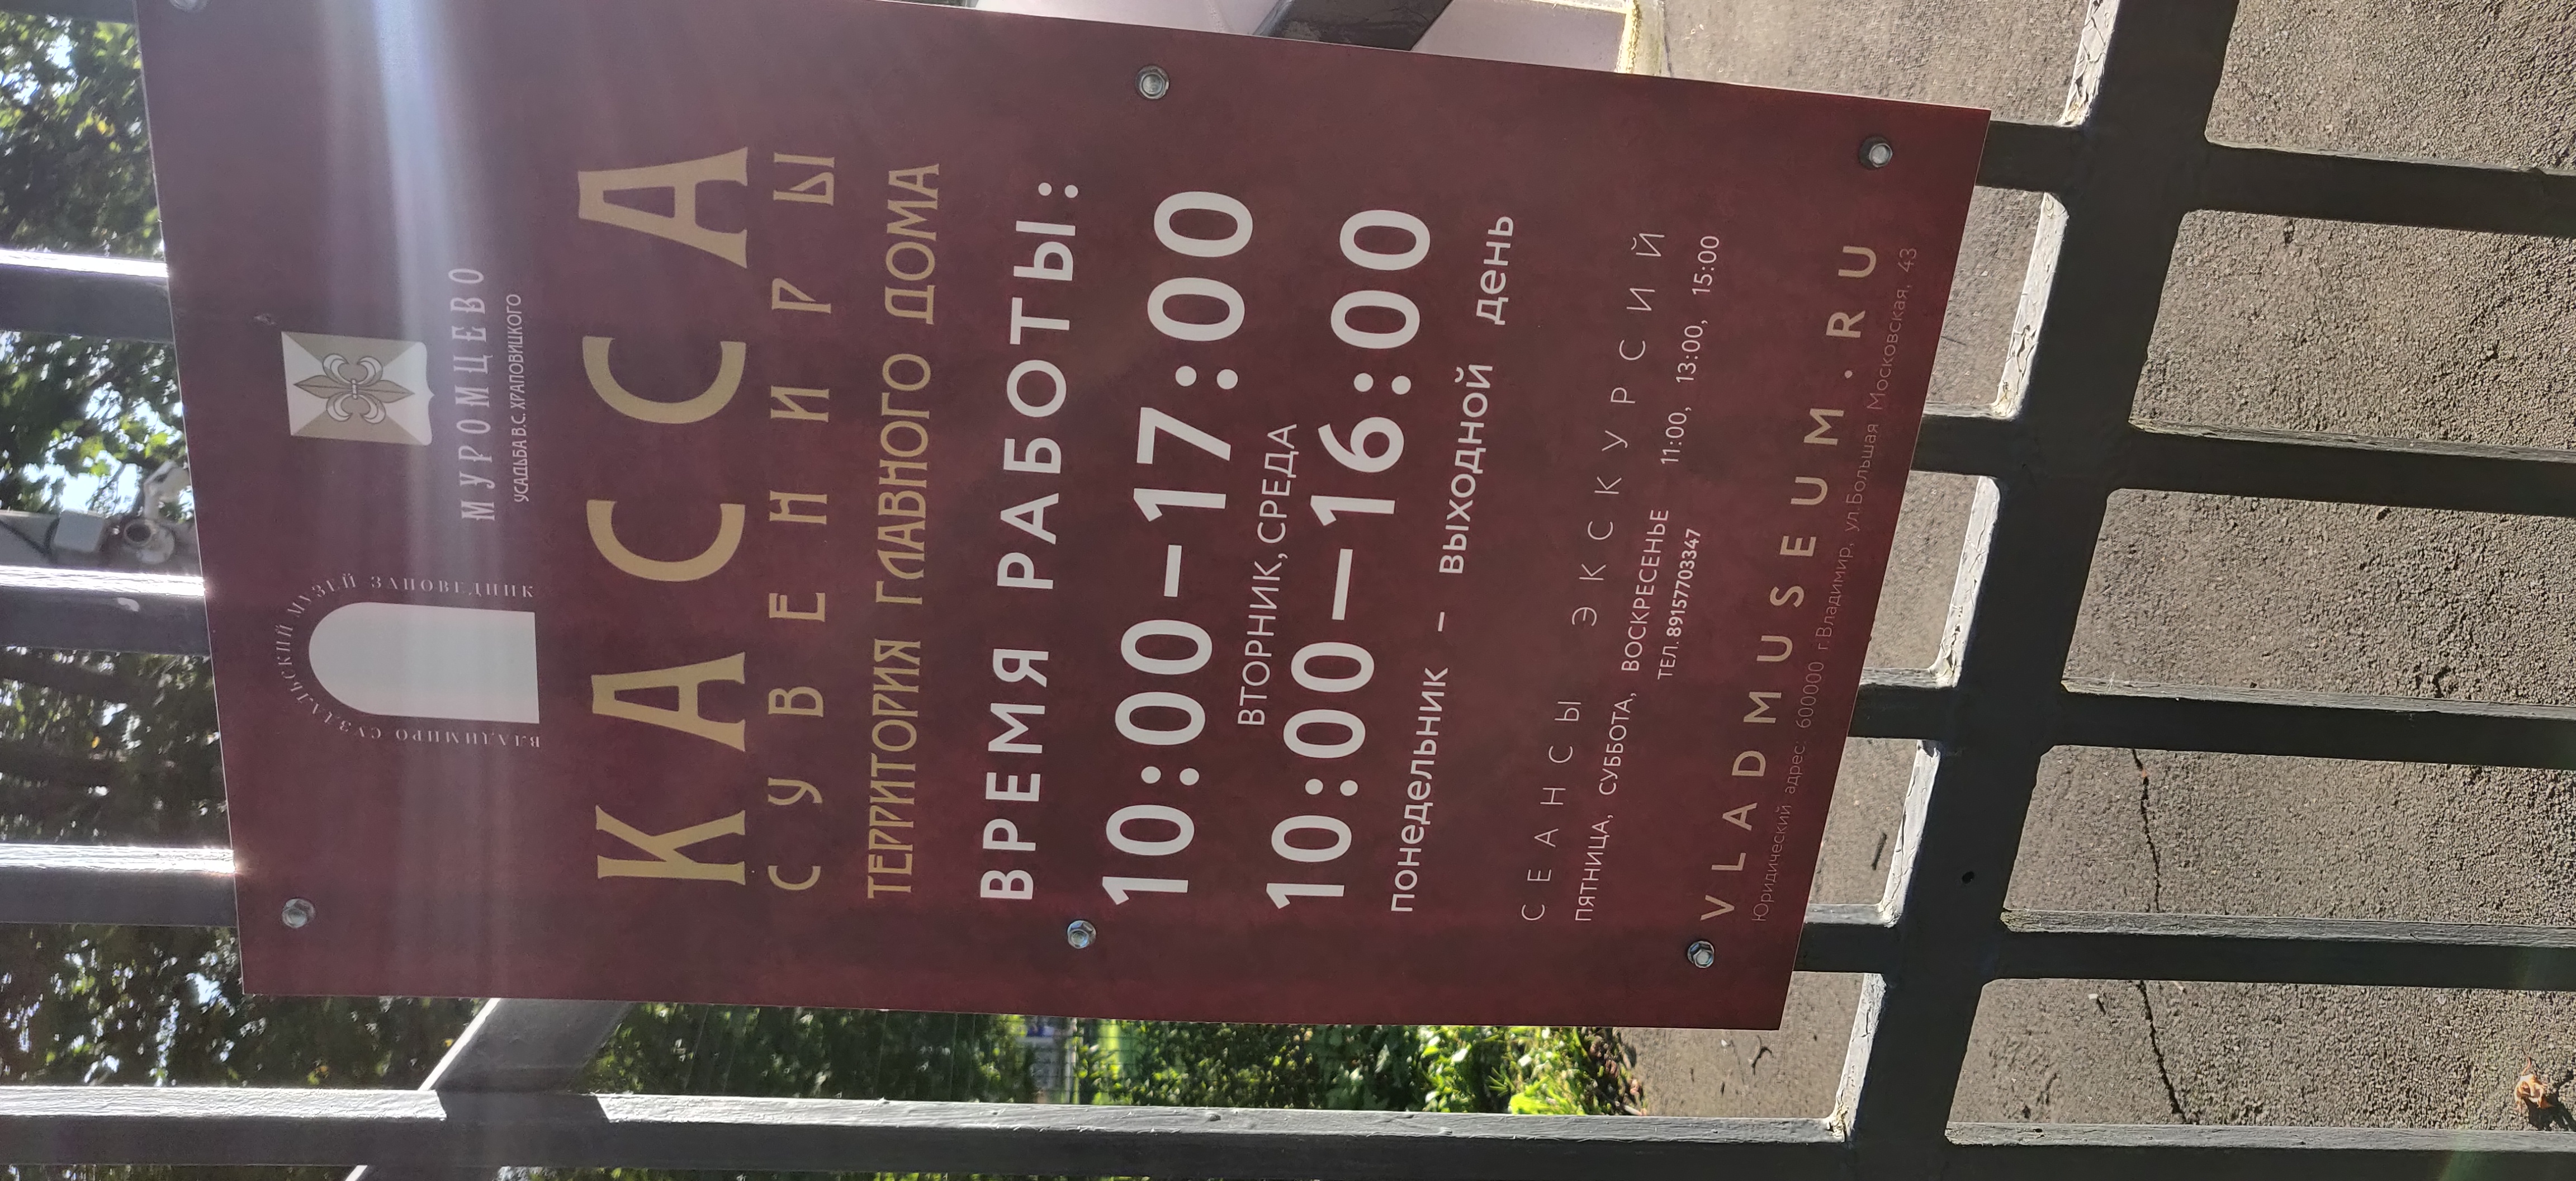 ВЛАДИМИРО СУЗДАЛЬСКИЙ МУЗЕЙ ЗАПОВЕДНИК
МУРОМЦЕВО
УСАДЬБА В.С. ХРАПОВИЦКОГО
КАССА
СУВЕНИРЫ
ТЕРРИТОРИЯ ГЛАВНОГО ДОМА
ВРЕМЯ РАБОТЫ:
10:00–17:00
ВТОРНИК, СРЕДА
10:00–16:00
понедельник – выходной день
СЕАНСЫ ЭКСКУРСИЙ
ПЯТНИЦА, СУББОТА, ВОСКРЕСЕНЬЕ 11:00, 13:00, 15:00
ТЕЛ. 89157703347
VLADMUSEUM.RU
Юридический адрес: 600000 г.Владимир, ул.Большая Московская, 43